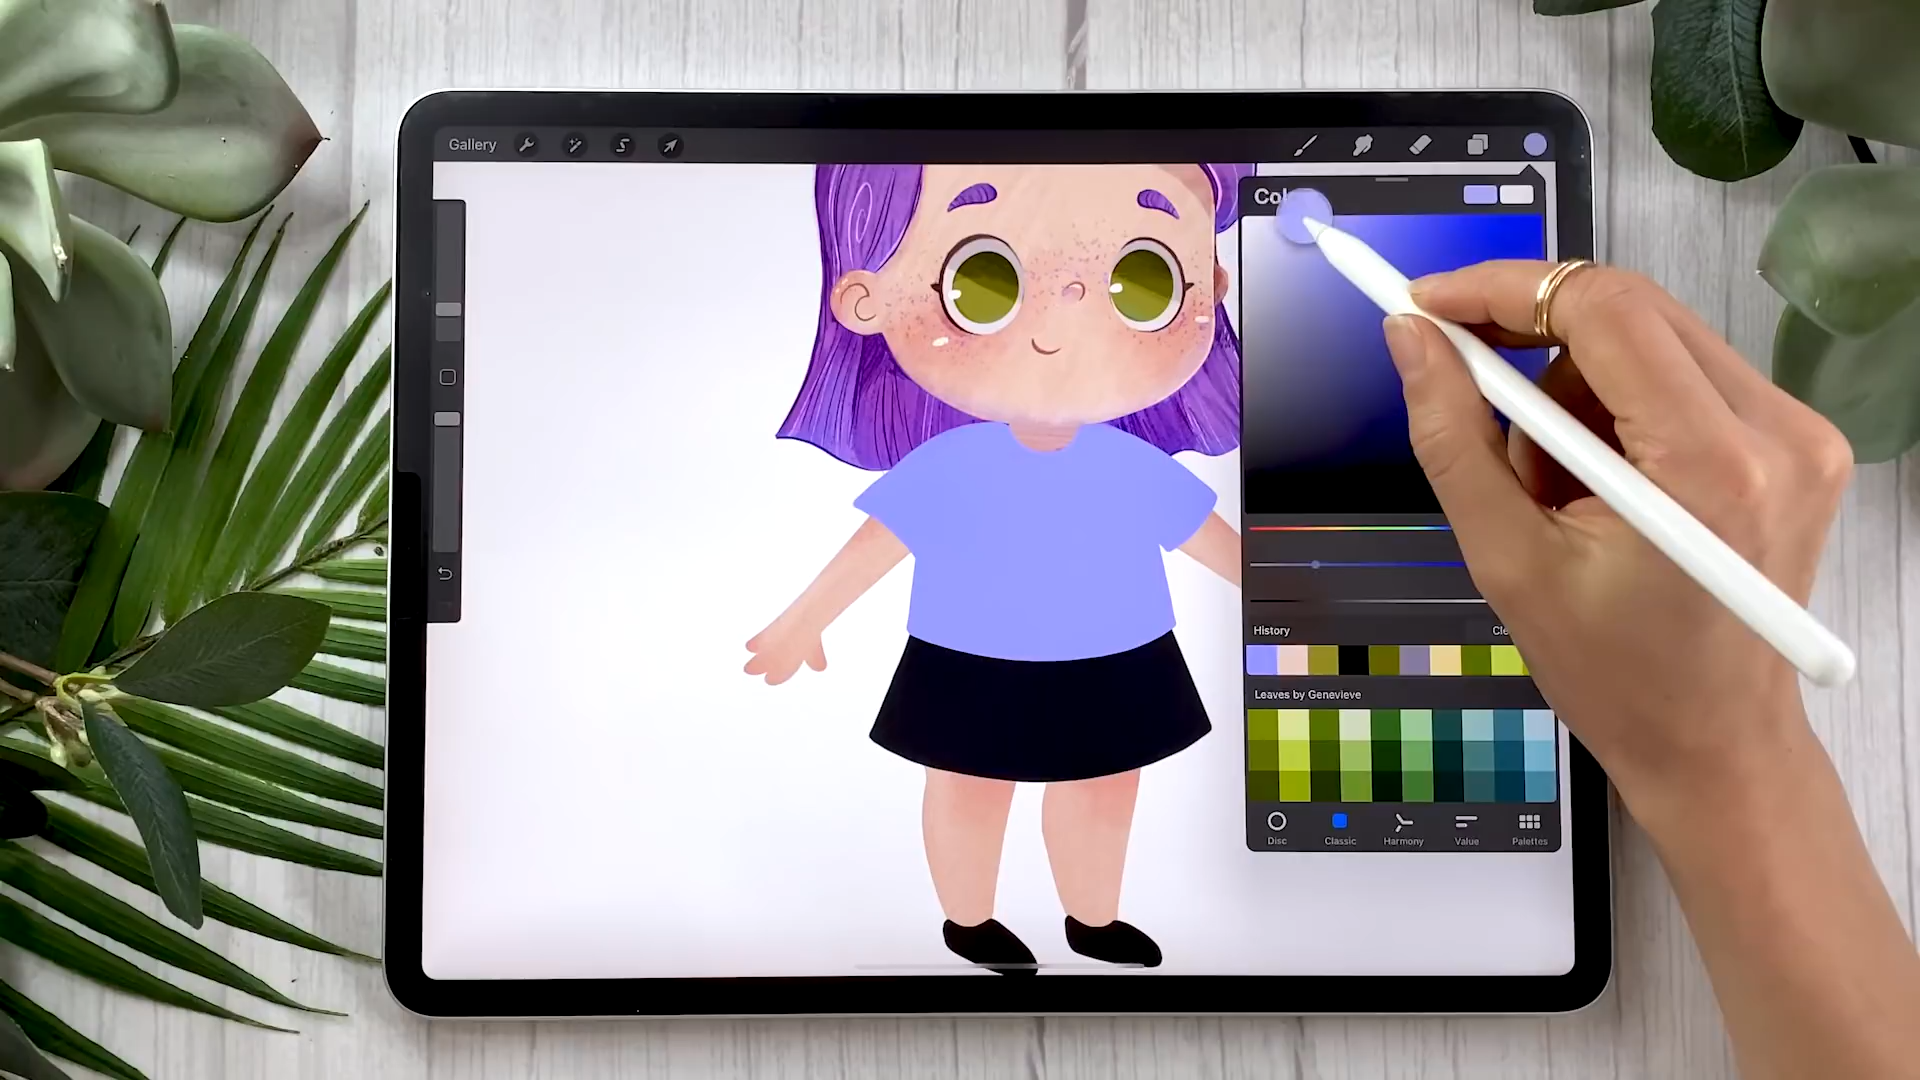 Gallery
History
Leaves by Genevieve
Disc
Classic
Harmony
Value
Palettes